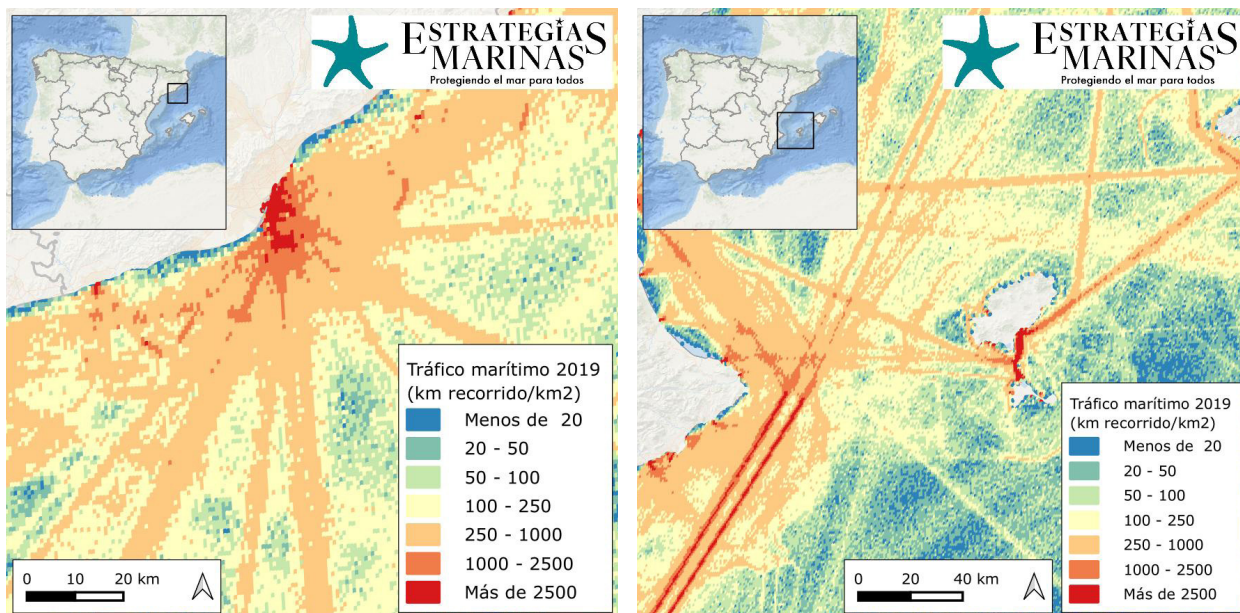 ESTRATEGIAS
MARINAS
Protegiendo el mar para todos
Tráfico marítimo 2019
(km recorrido/km2)
Menos de 20
20 - 50
50 - 100
100 - 250
250 - 1000
1000 - 2500
Más de 2500
0 10 20 km
ESTRATEGIAS
MARINAS
Protegiendo el mar para todos
Tráfico marítimo 2019
(km recorrido/km2)
Menos de 20
20 - 50
50 - 100
100 - 250
250 - 1000
1000 - 2500
Más de 2500
0 20 40 km